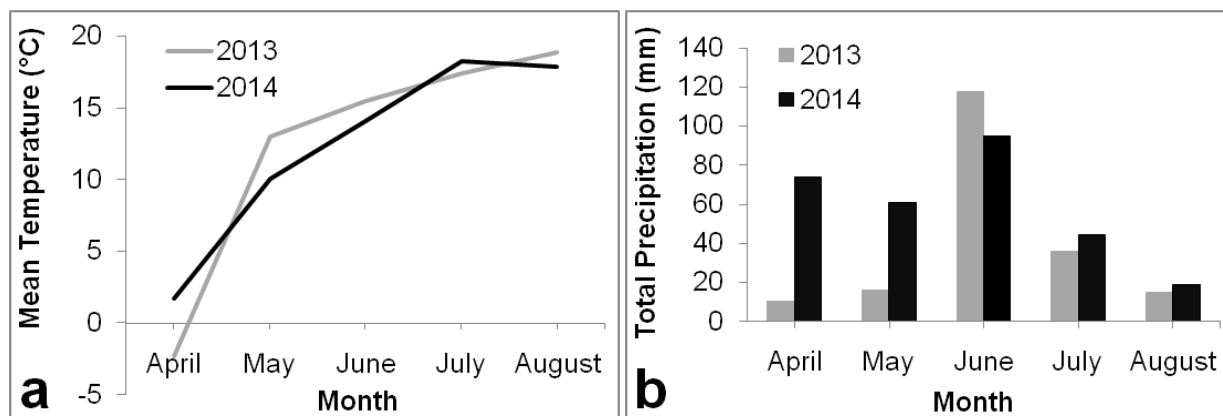 Mean Temperature (°C)
20
15
10
5
0
-5
2013
2014
April May June July August
Month
a
Total Precipitation (mm)
140
120
100
80
60
40
20
0
2013
2014
April May June July August
Month
b